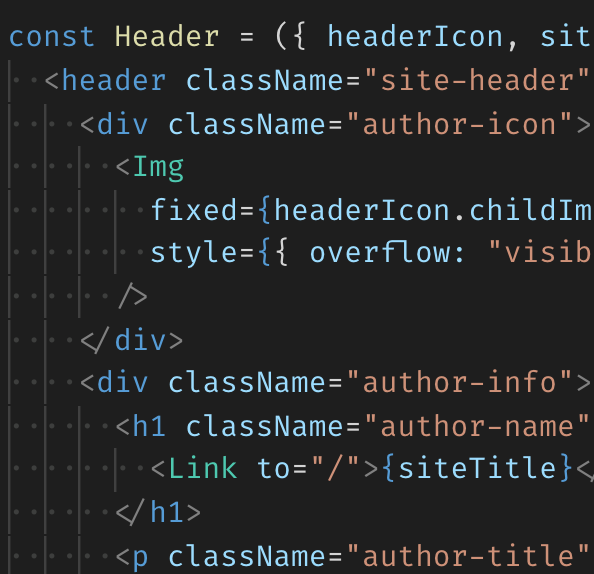 const Header = ({ headerIcon, sit
<header className="site-header"
<div className="author-icon">
<Img
fixed={headerIcon.childIm
style={{ overflow: "visib
/>
</div>
<div className="author-info">
<h1 className="author-name"
<Link to="/">{siteTitle}</
</h1>
<p className="author-title"